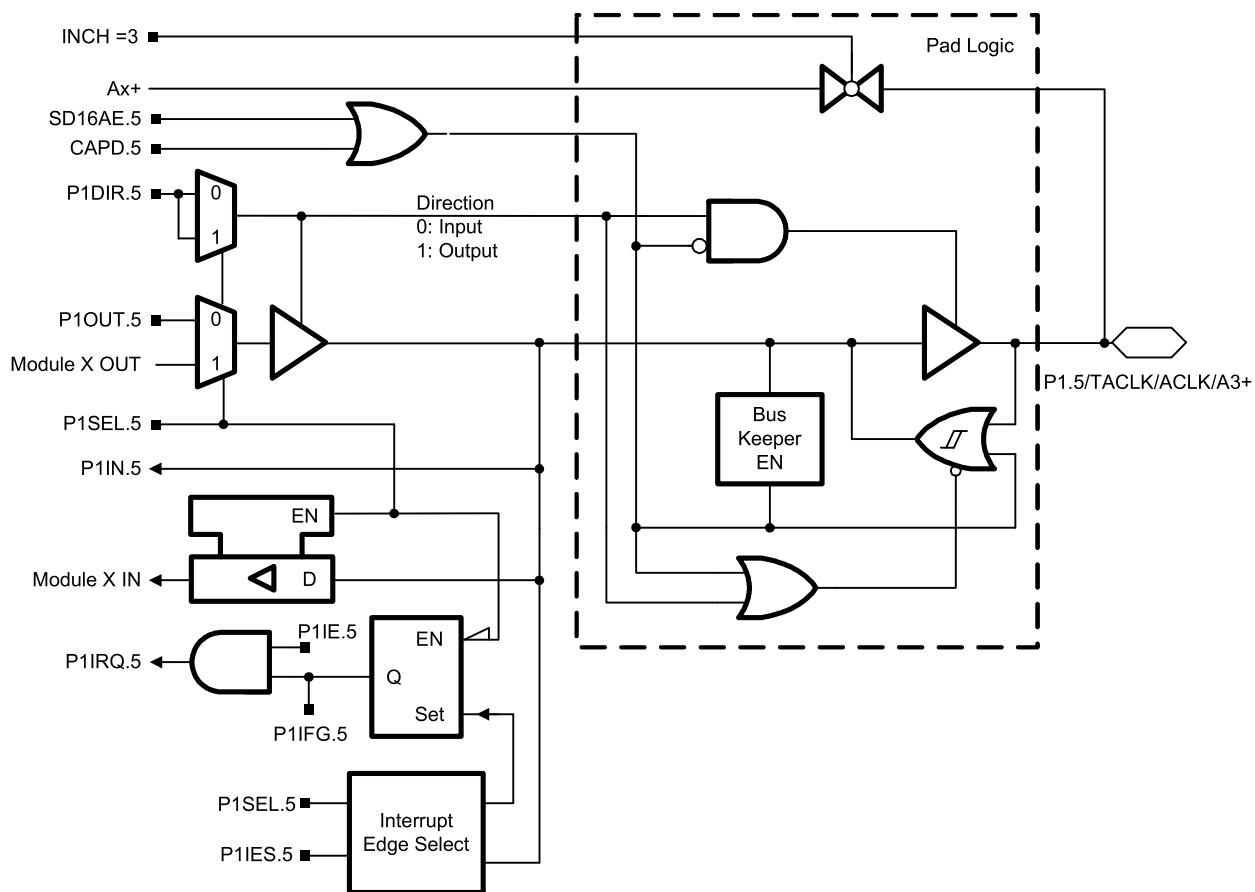 INCH =3
Pad Logic
Ax+
SD16AE.5
CAPD.5
P1DIR.5
0
1
Direction
0: Input
1: Output
P1OUT.5
0
Module X OUT
1
P1.5/TACLK/ACLK/A3+
P1SEL.5
Bus
Keeper
EN
P1IN.5
EN
Module X IN
D
P1IE.5
EN
P1IRQ.5
Q
Set
P1IFG.5
P1SEL.5
Interrupt
Edge Select
P1IES.5